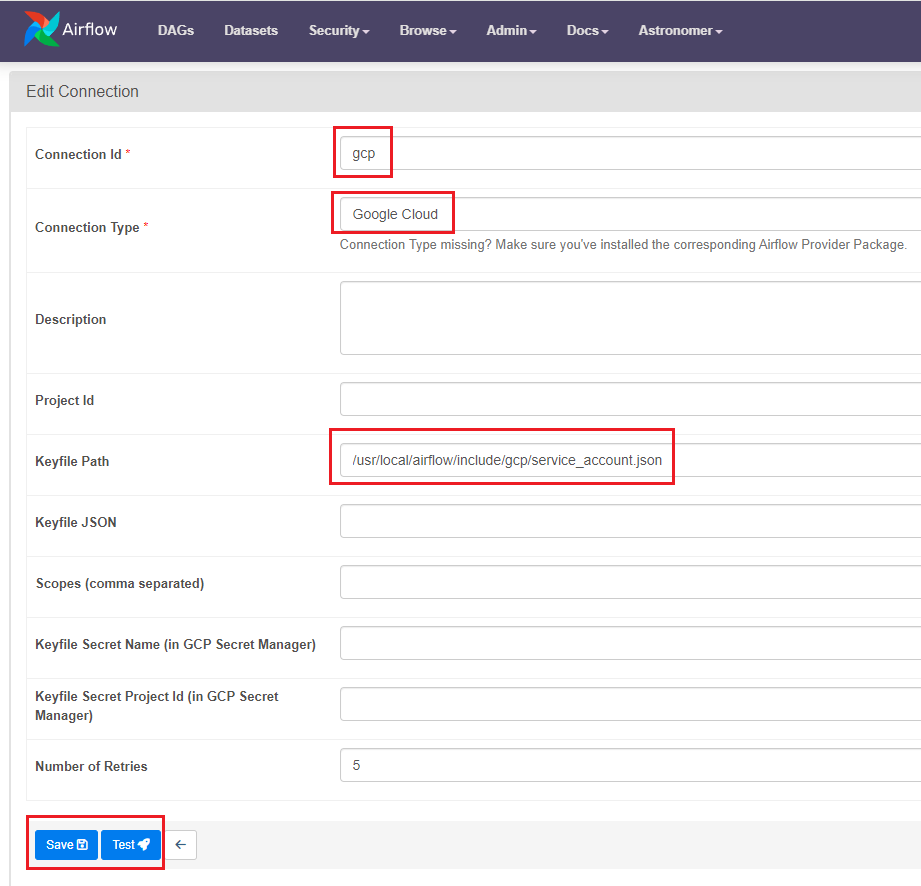 Airflow DAGs Datasets Security Browse Admin Docs Astronomer
Edit Connection
Connection Id * gcp
Connection Type * Google Cloud
Connection Type missing? Make sure you've installed the corresponding Airflow Provider Package.
Description
Project Id
Keyfile Path /usr/local/airflow/include/gcp/service_account.json
Keyfile JSON
Scopes (comma separated)
Keyfile Secret Name (in GCP Secret Manager)
Keyfile Secret Project Id (in GCP Secret
Manager)
Number of Retries 5
Save Test